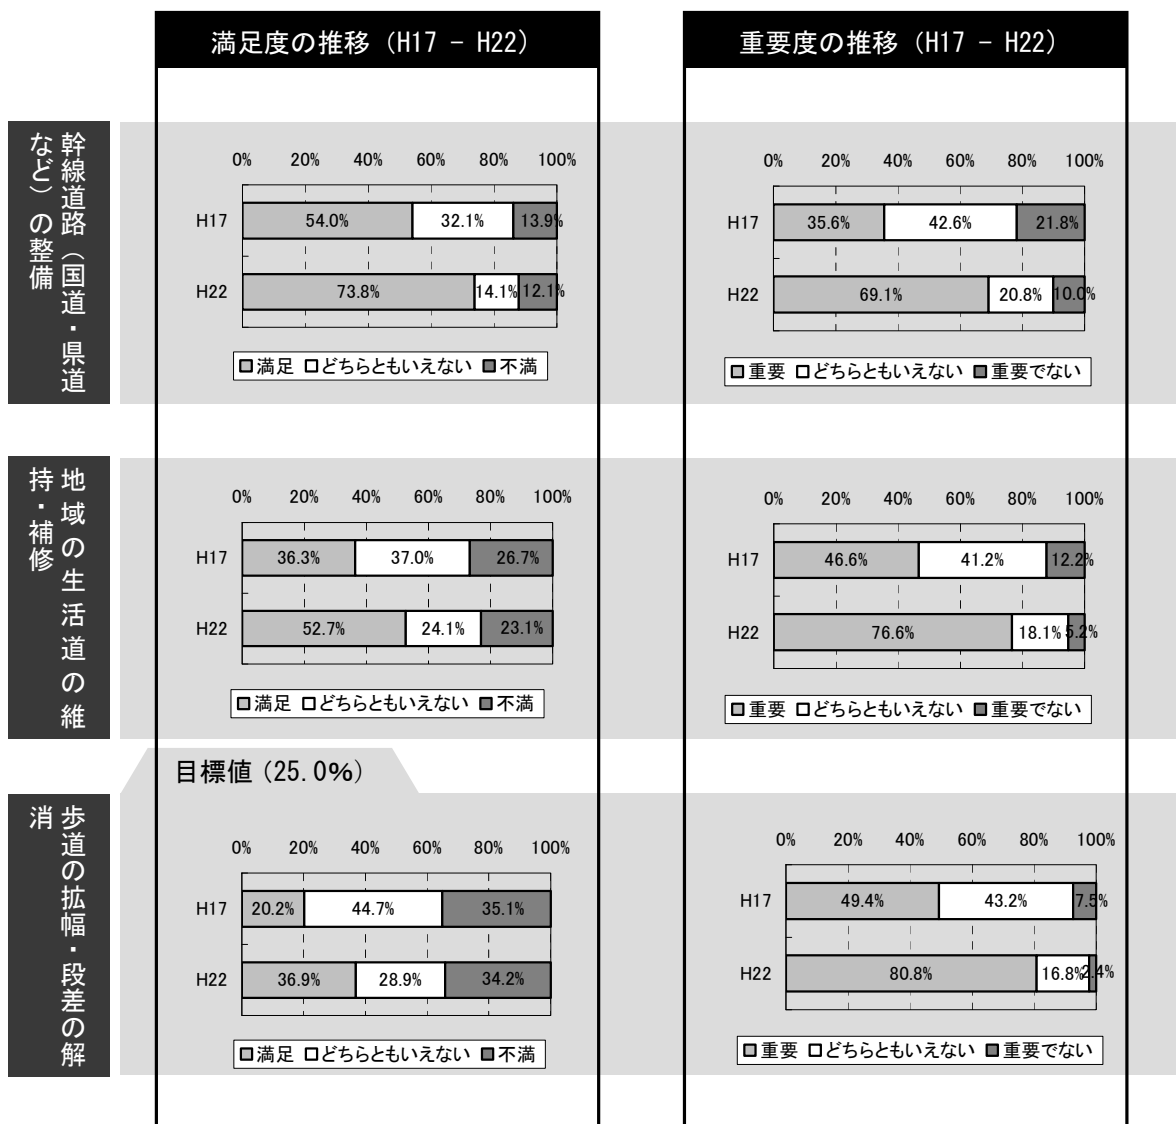 満足度の推移（H17 － H22）
重要度の推移（H17 － H22）
幹線道路（国道・県道
など）の整備
0% 20% 40% 60% 80% 100%
H17 54.0% 32.1% 13.9%
H22 73.8% 14.1% 12.1%
満足 どちらともいえない 不満
0% 20% 40% 60% 80% 100%
H17 35.6% 42.6% 21.8%
H22 69.1% 20.8% 10.0%
重要 どちらともいえない 重要でない
地域の生活道の維
持・補修
0% 20% 40% 60% 80% 100%
H17 36.3% 37.0% 26.7%
H22 52.7% 24.1% 23.1%
満足 どちらともいえない 不満
0% 20% 40% 60% 80% 100%
H17 46.6% 41.2% 12.2%
H22 76.6% 18.1% 5.2%
重要 どちらともいえない 重要でない
目標値（25.0%）
歩道の拡幅・段差の解
消
0% 20% 40% 60% 80% 100%
H17 20.2% 44.7% 35.1%
H22 36.9% 28.9% 34.2%
満足 どちらともいえない 不満
0% 20% 40% 60% 80% 100%
H17 49.4% 43.2% 7.5%
H22 80.8% 16.8% 2.4%
重要 どちらともいえない 重要でない